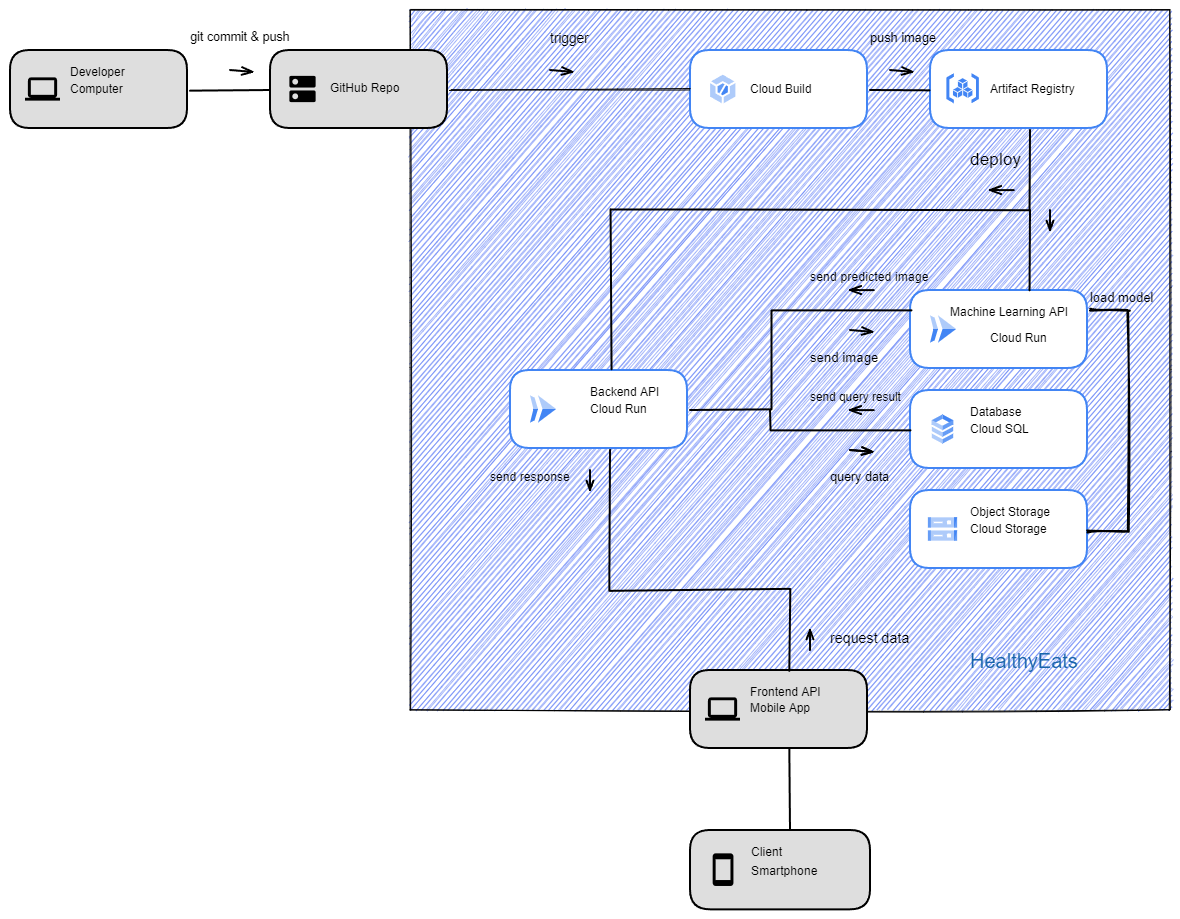 git commit & push
trigger
push image
Developer
Computer
GitHub Repo
Cloud Build
Artifact Registry
deploy
send predicted image
load model
Machine Learning API
Cloud Run
send image
Backend API
Cloud Run
send query result
Database
Cloud SQL
send response
query data
Object Storage
Cloud Storage
request data
HealthyEats
Frontend API
Mobile App
Client
Smartphone